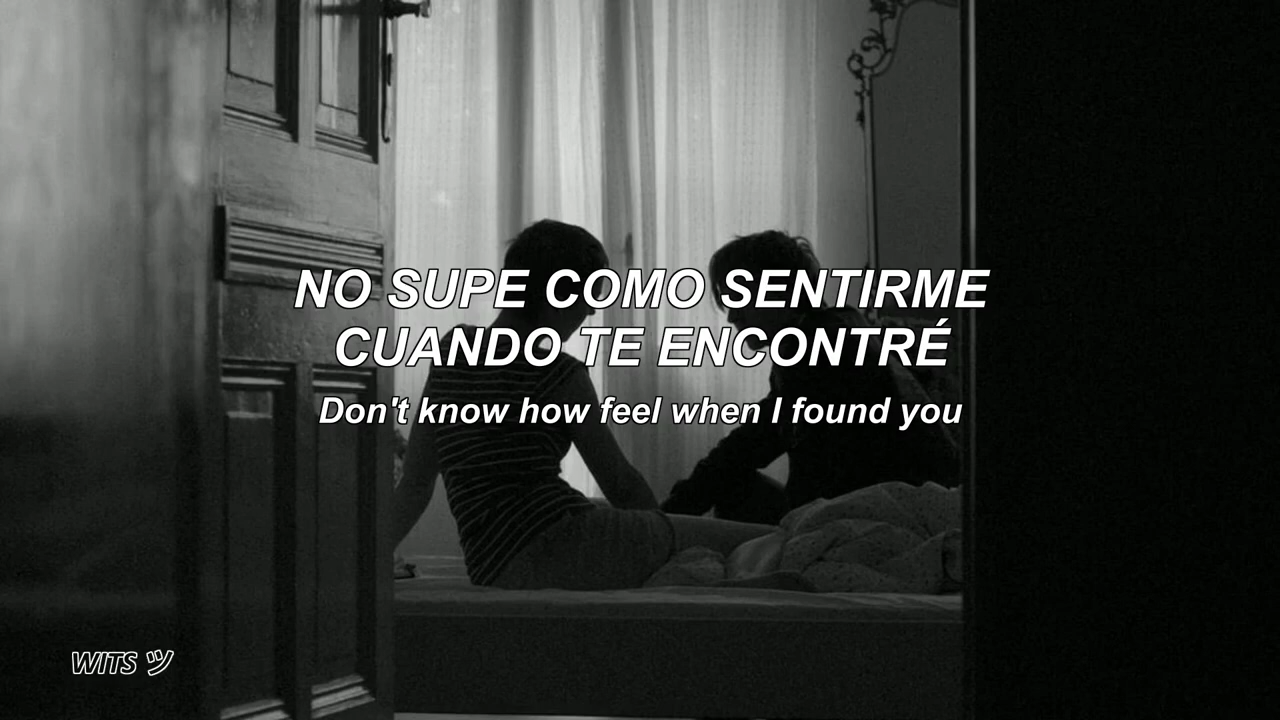 NO SUPE COMO SENTIRME
CUANDO TE ENCONTRÉ
Don't know how feel when I found you
WITS ツ